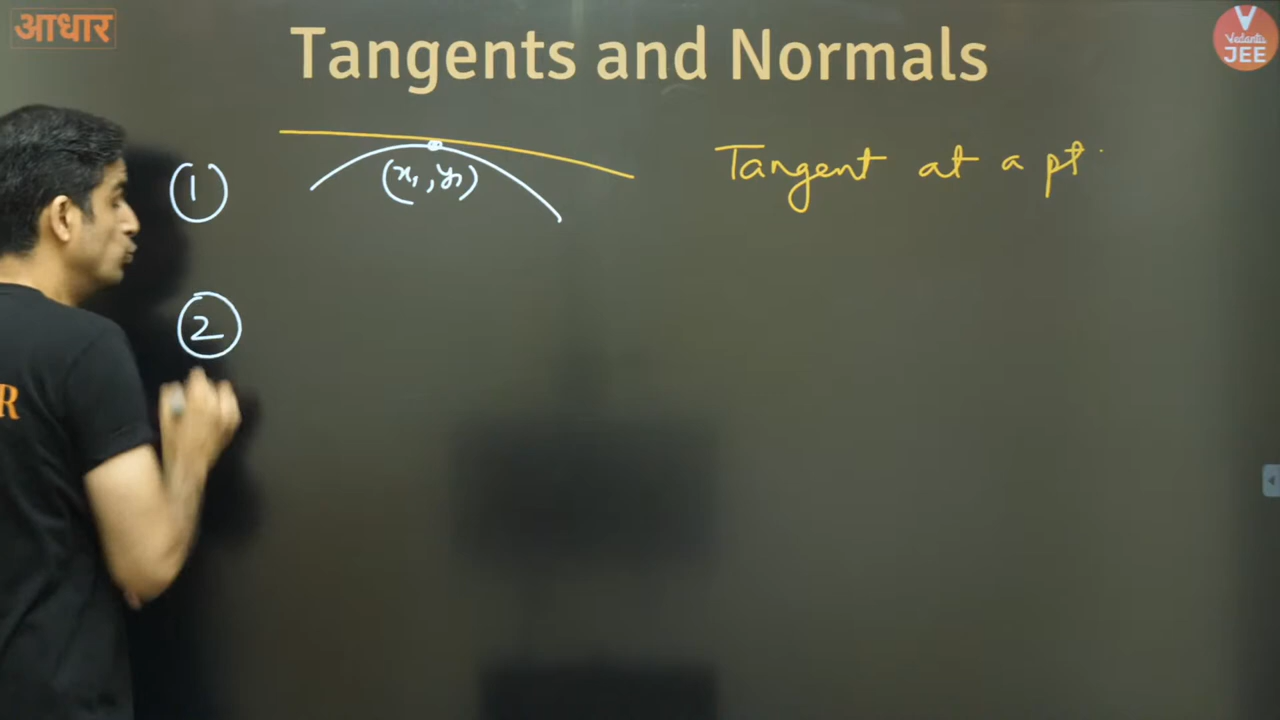 आधार
V
Vedantu
JEE
Tangents and Normals
①
(x₁, y₁)
Tangent at a pt.
②
R